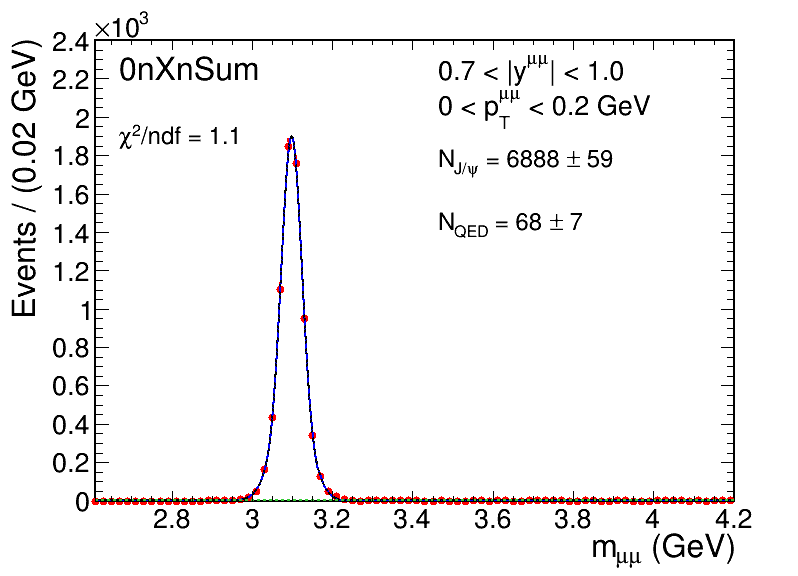 ×10³
Events / (0.02 GeV)
2.4
2.2
2
1.8
1.6
1.4
1.2
1
0.8
0.6
0.4
0.2
0
0nXnSum
χ²/ndf = 1.1
0.7 < |y^μμ| < 1.0
0 < p_T^μμ < 0.2 GeV
N_J/ψ = 6888 ± 59
N_QED = 68 ± 7
2.8 3 3.2 3.4 3.6 3.8 4 4.2
m_μμ (GeV)